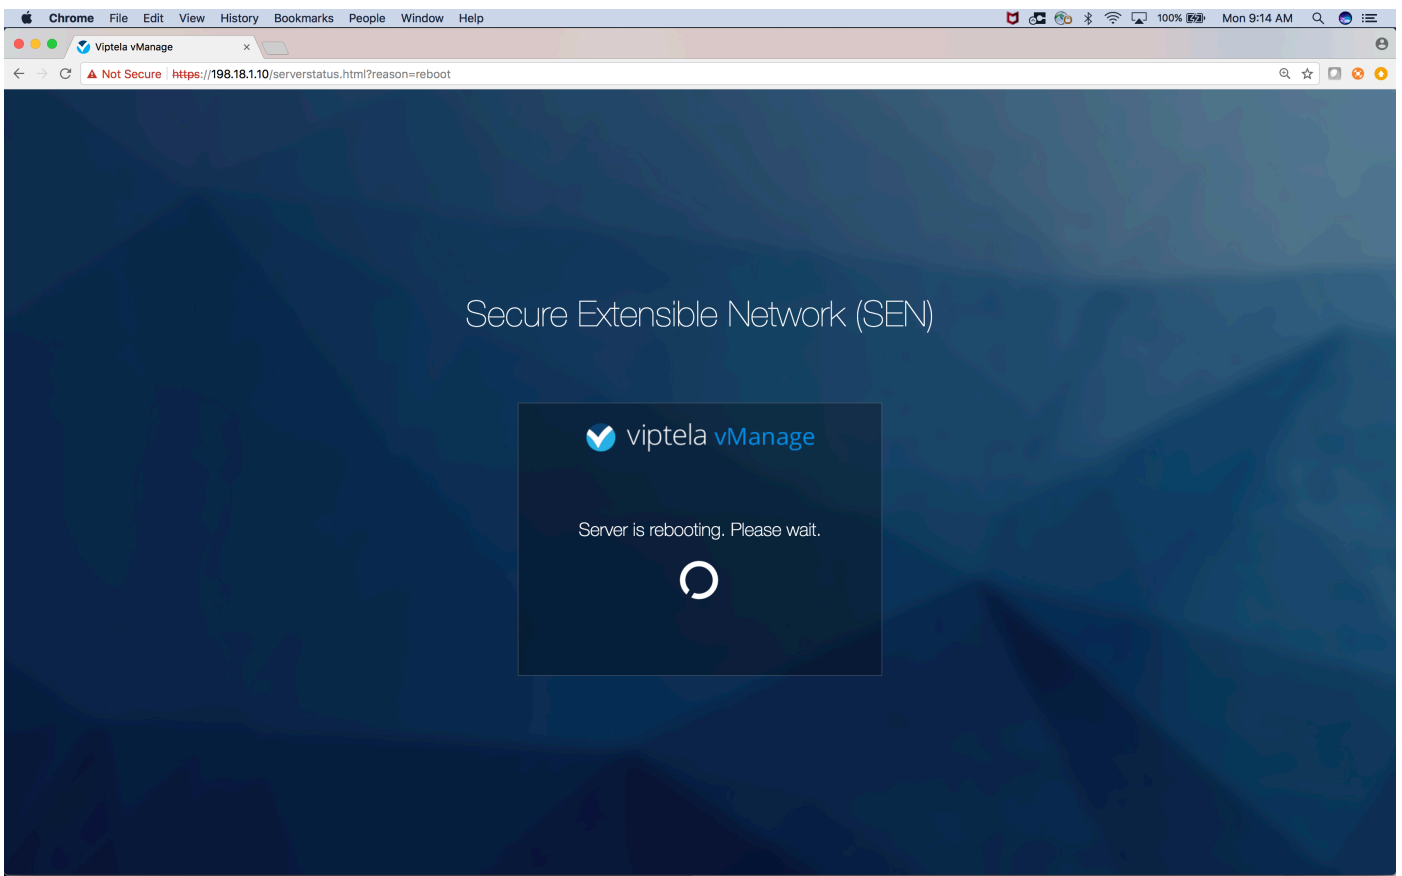 Chrome File Edit View History Bookmarks People Window Help 100% Mon 9:14 AM
Viptela vManage
Not Secure https://198.18.1.10/serverstatus.html?reason=reboot
Secure Extensible Network (SEN)
viptela vManage
Server is rebooting. Please wait.